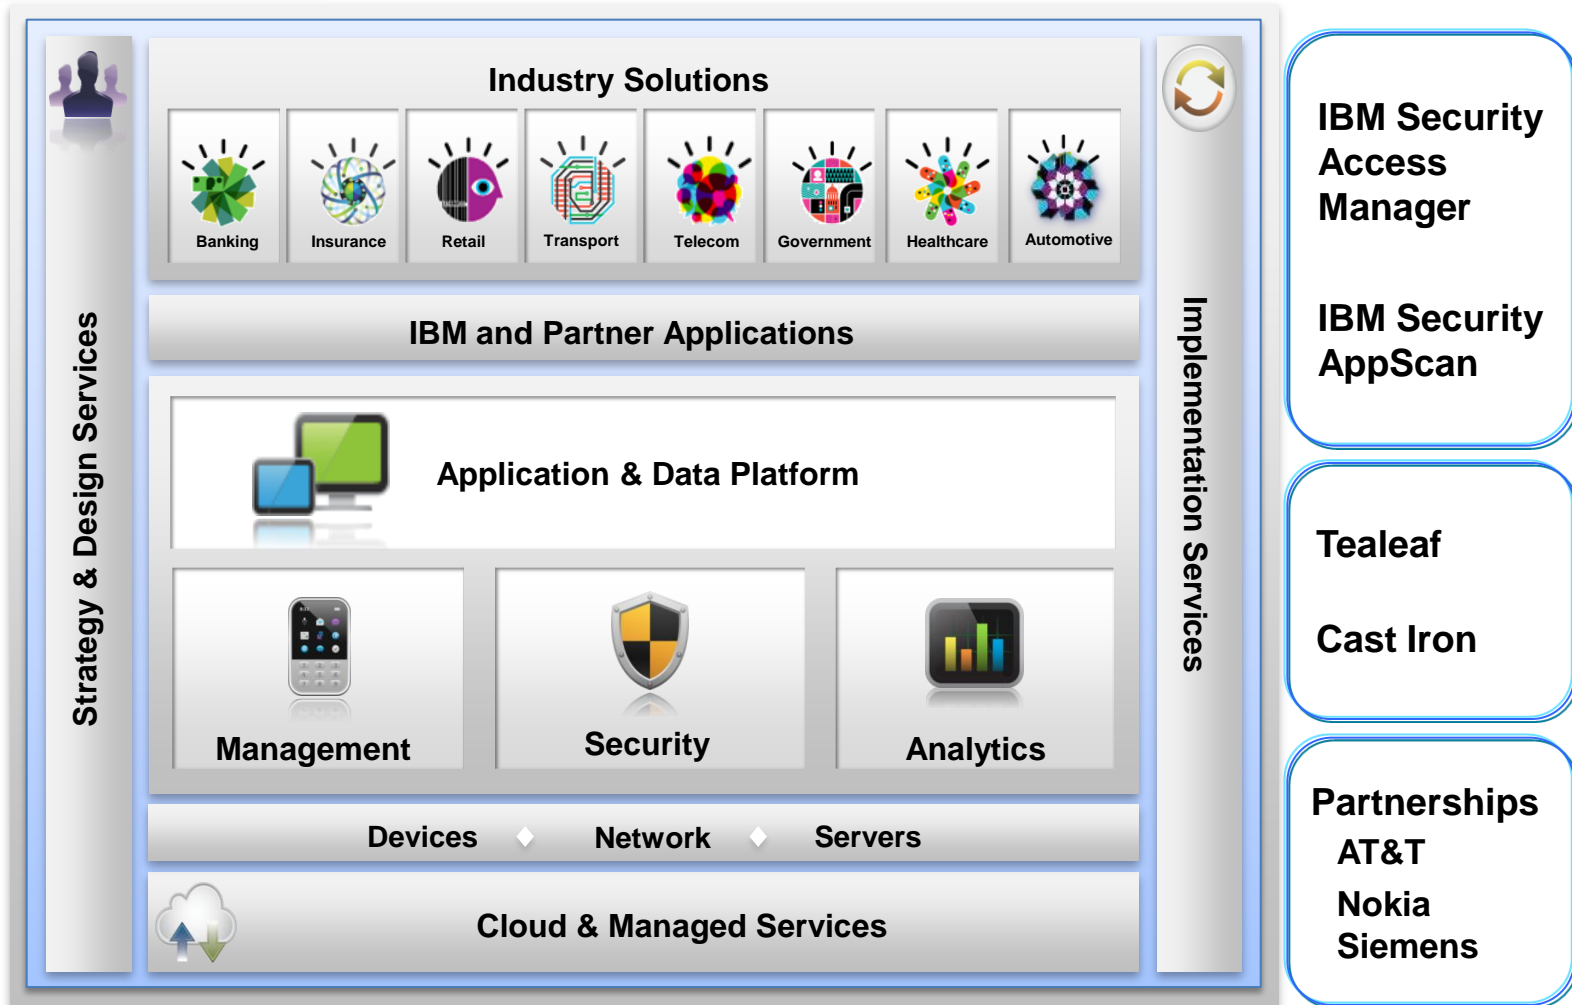 Strategy & Design Services
Industry Solutions
Banking
Insurance
Retail
Transport
Telecom
Government
Healthcare
Automotive
IBM and Partner Applications
Application & Data Platform
Management
Security
Analytics
Devices
Network
Servers
Cloud & Managed Services
Implementation Services
IBM Security
Access
Manager
IBM Security
AppScan
Tealeaf
Cast Iron
Partnerships
AT&T
Nokia
Siemens